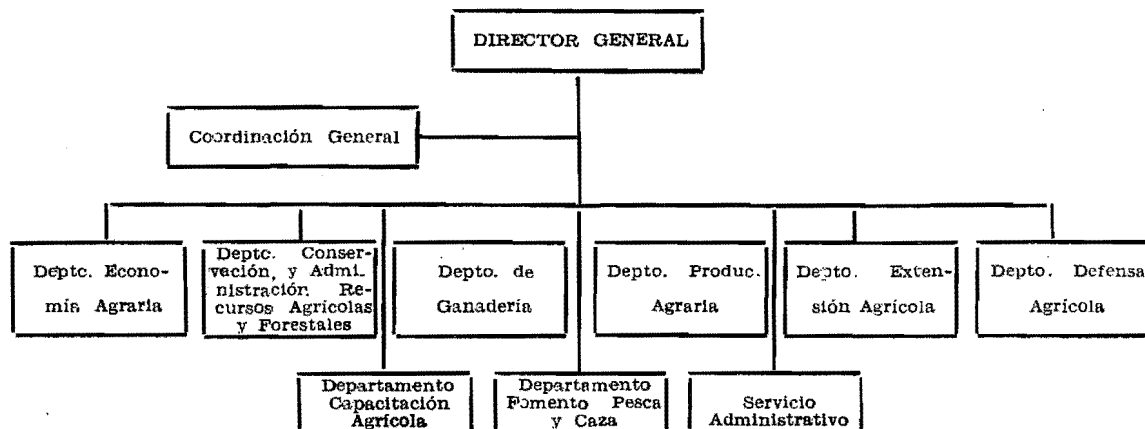 DIRECTOR GENERAL
Coordinación General
Deptc. Econo-
mía Agraria
Deptc. Conser-
vación, y Admi-
nistración Re-
cursos Agrícolas
y Forestales
Depto. de
Ganadería
Depto. Produc.
Agraria
Depto. Exten-
sión Agrícola
Depto. Defensa
Agrícola
Departamento
Capacitación
Agrícola
Departamento
Fomento Pesca
y Caza
Servicio
Administrativo